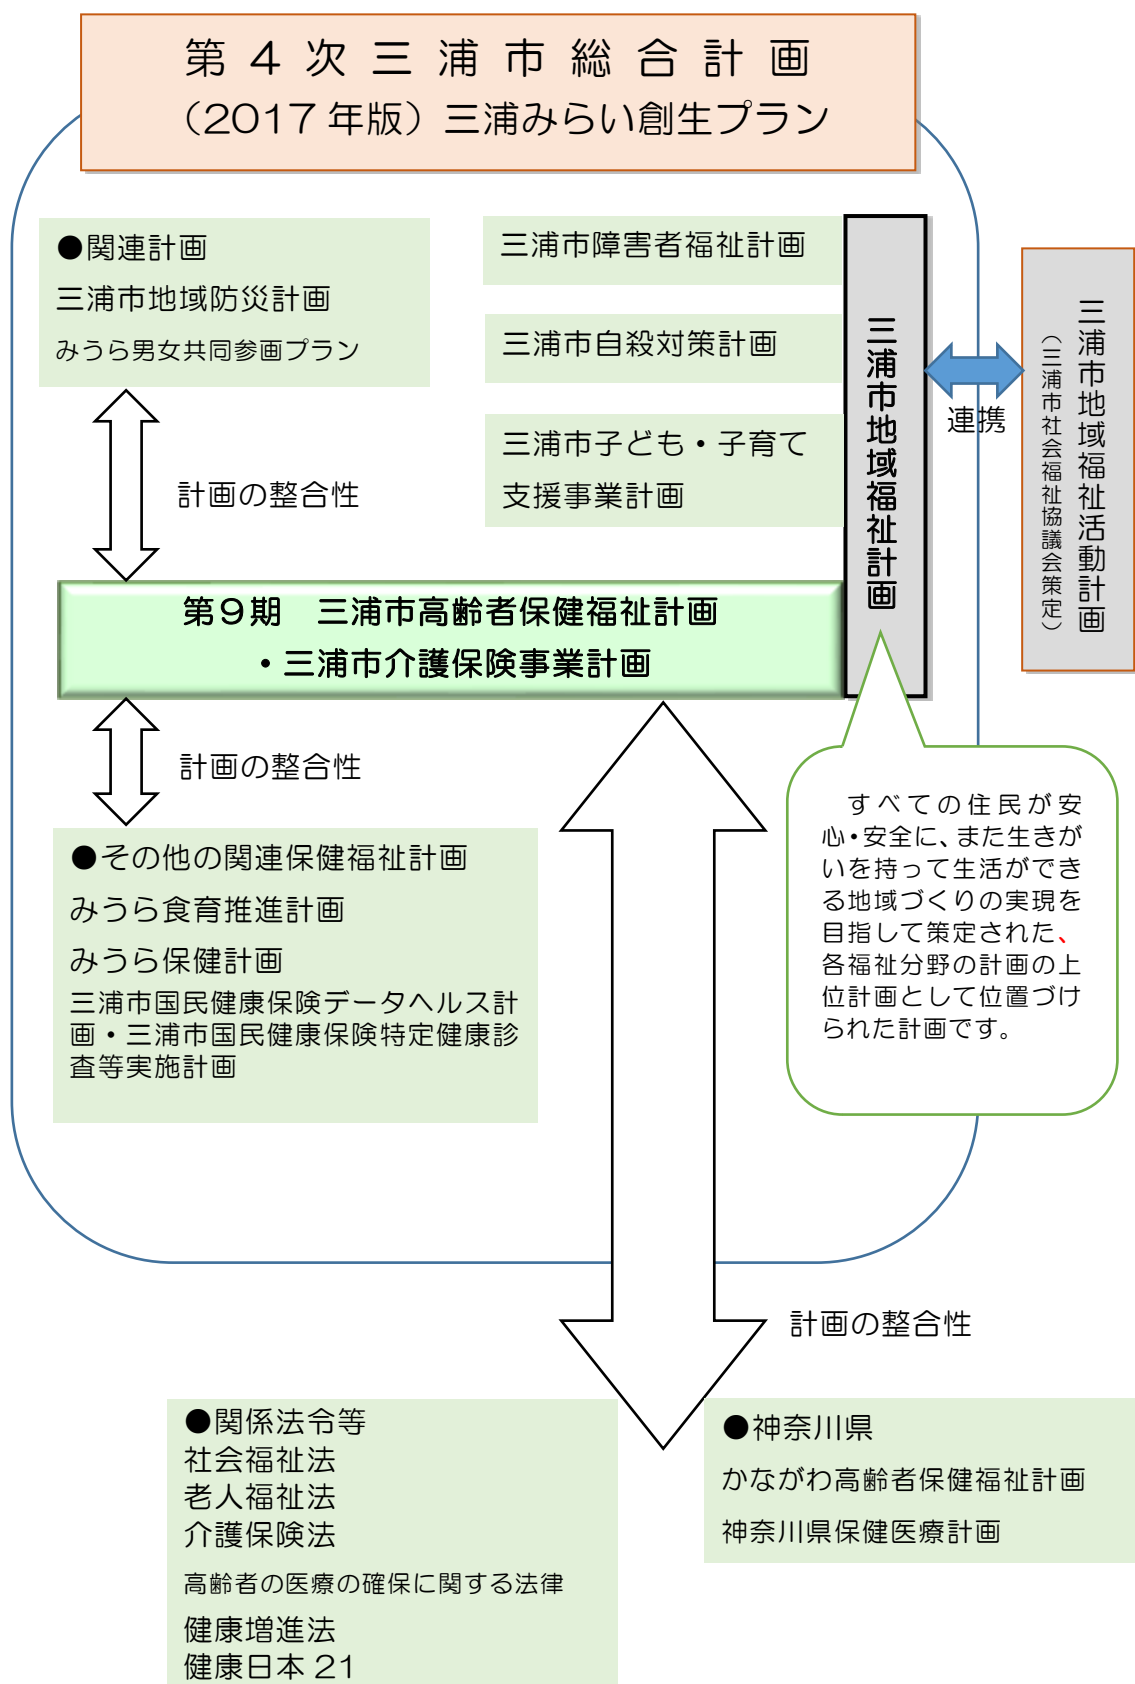 第４次三浦市総合計画
（2017年版）三浦みらい創生プラン
●関連計画
三浦市地域防災計画
みうら男女共同参画プラン
三浦市障害者福祉計画
三浦市自殺対策計画
三浦市子ども・子育て
支援事業計画
三浦市地域福祉計画
連携
三浦市地域福祉活動計画
（三浦市社会福祉協議会策定）
計画の整合性
第９期　三浦市高齢者保健福祉計画
・三浦市介護保険事業計画
計画の整合性
すべての住民が安
心・安全に、また生きが
いを持って生活ができ
る地域づくりの実現を
目指して策定された、
各福祉分野の計画の上
位計画として位置づけ
られた計画です。
●その他の関連保健福祉計画
みうら食育推進計画
みうら保健計画
三浦市国民健康保険データヘルス計
画・三浦市国民健康保険特定健康診
査等実施計画
計画の整合性
●関係法令等
社会福祉法
老人福祉法
介護保険法
高齢者の医療の確保に関する法律
健康増進法
健康日本21
●神奈川県
かながわ高齢者保健福祉計画
神奈川県保健医療計画